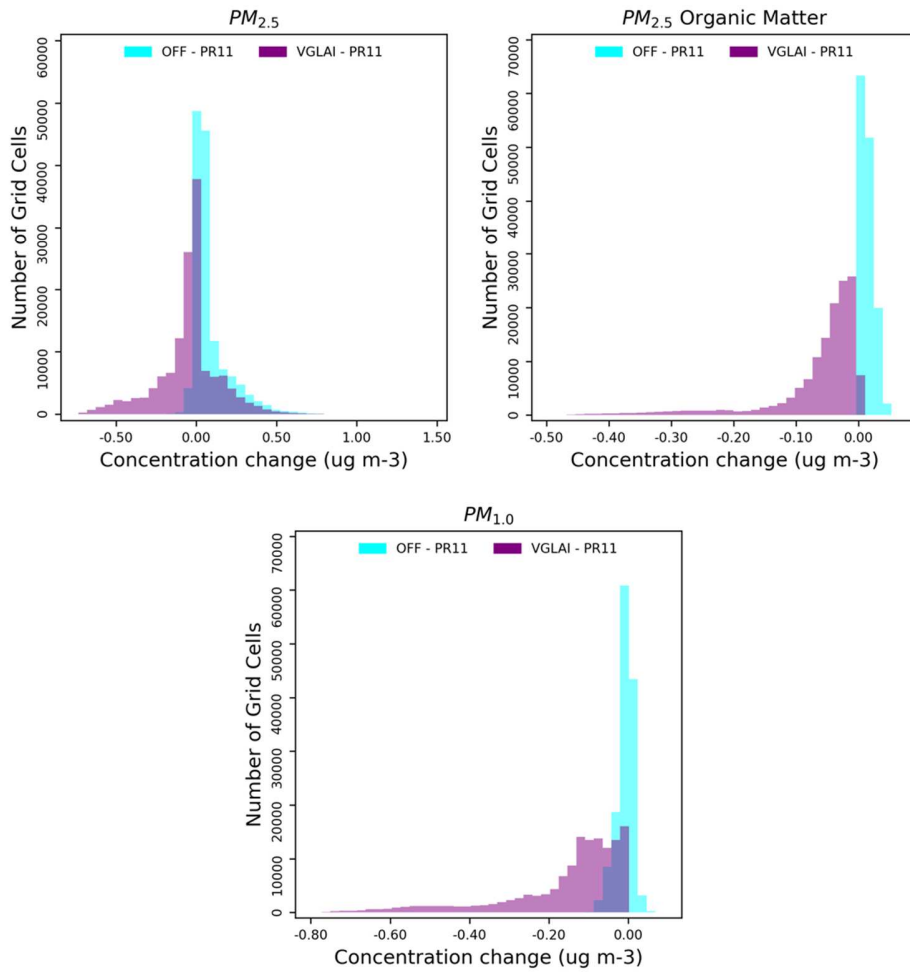 PM2.5
OFF - PR11 VGLAI - PR11
Number of Grid Cells
60000
50000
40000
30000
20000
10000
0
-0.50 0.00 0.50 1.00 1.50
Concentration change (ug m-3)
PM2.5 Organic Matter
OFF - PR11 VGLAI - PR11
Number of Grid Cells
70000
60000
50000
40000
30000
20000
10000
0
-0.50 -0.40 -0.30 -0.20 -0.10 0.00
Concentration change (ug m-3)
PM1.0
OFF - PR11 VGLAI - PR11
Number of Grid Cells
70000
60000
50000
40000
30000
20000
10000
0
-0.80 -0.60 -0.40 -0.20 0.00
Concentration change (ug m-3)